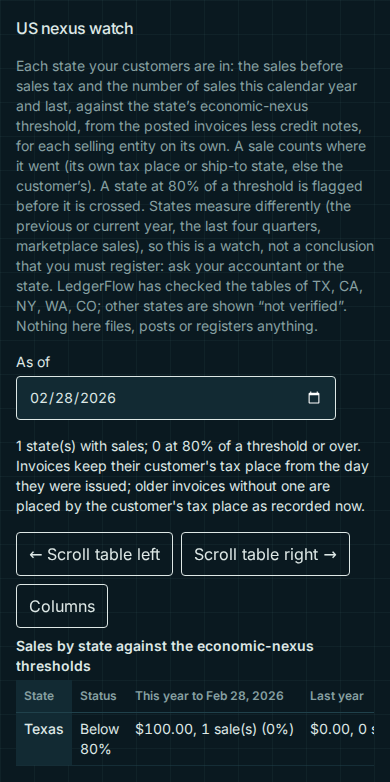 US nexus watch
Each state your customers are in: the sales before
sales tax and the number of sales this calendar year
and last, against the state’s economic-nexus
threshold, from the posted invoices less credit notes,
for each selling entity on its own. A sale counts where
it went (its own tax place or ship-to state, else the
customer’s). A state at 80% of a threshold is flagged
before it is crossed. States measure differently (the
previous or current year, the last four quarters,
marketplace sales), so this is a watch, not a conclusion
that you must register: ask your accountant or the
state. LedgerFlow has checked the tables of TX, CA,
NY, WA, CO; other states are shown “not verified”.
Nothing here files, posts or registers anything.
As of
02/28/2026
1 state(s) with sales; 0 at 80% of a threshold or over.
Invoices keep their customer's tax place from the day
they were issued; older invoices without one are
placed by the customer's tax place as recorded now.
← Scroll table left Scroll table right →
Columns
Sales by state against the economic-nexus
thresholds
State Status This year to Feb 28, 2026 Last year
Texas Below $100.00, 1 sale(s) (0%) $0.00, 0
80%